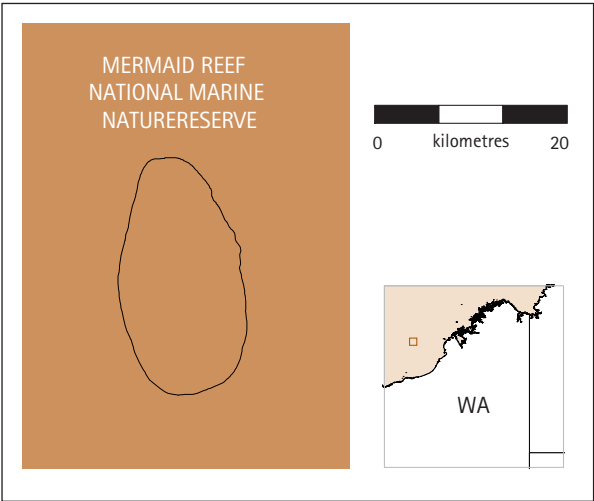 MERMAID REEF
NATIONAL MARINE
NATURERESERVE
0 kilometres 20
WA